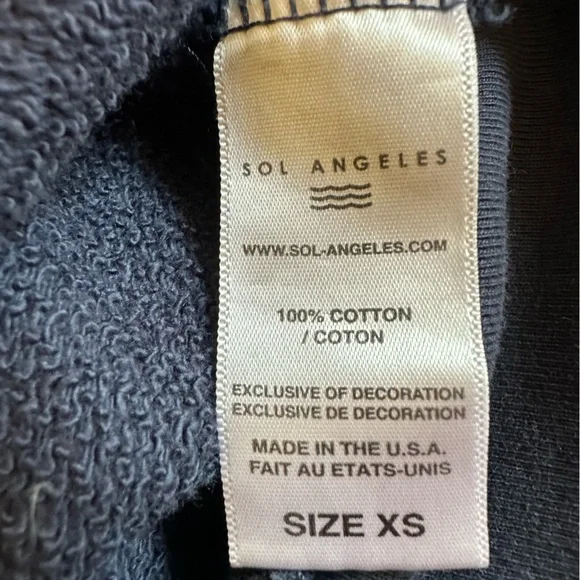 SOL ANGELES
WWW.SOL-ANGELES.COM
100% COTTON
/ COTON
EXCLUSIVE OF DECORATION
EXCLUSIVE DE DECORATION
MADE IN THE U.S.A.
FAIT AU ETATS-UNIS
SIZE XS